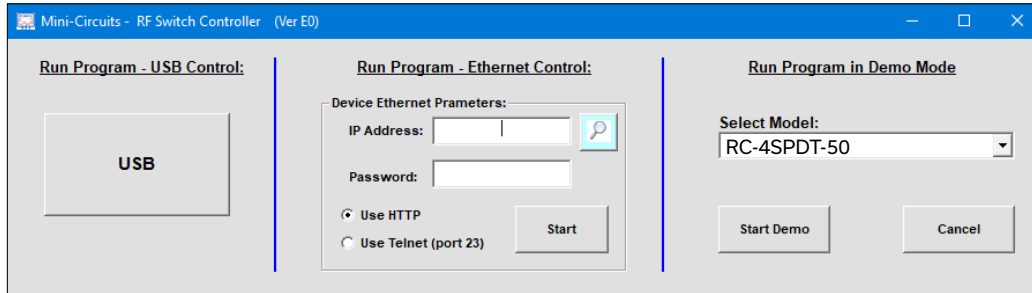 Mini-Circuits - RF Switch Controller (Ver E0)
Run Program - USB Control:
USB
Run Program - Ethernet Control:
Device Ethernet Prameters:
IP Address:
Password:
Use HTTP
Use Telnet (port 23)
Start
Run Program in Demo Mode
Select Model:
RC-4SPDT-50
Start Demo
Cancel